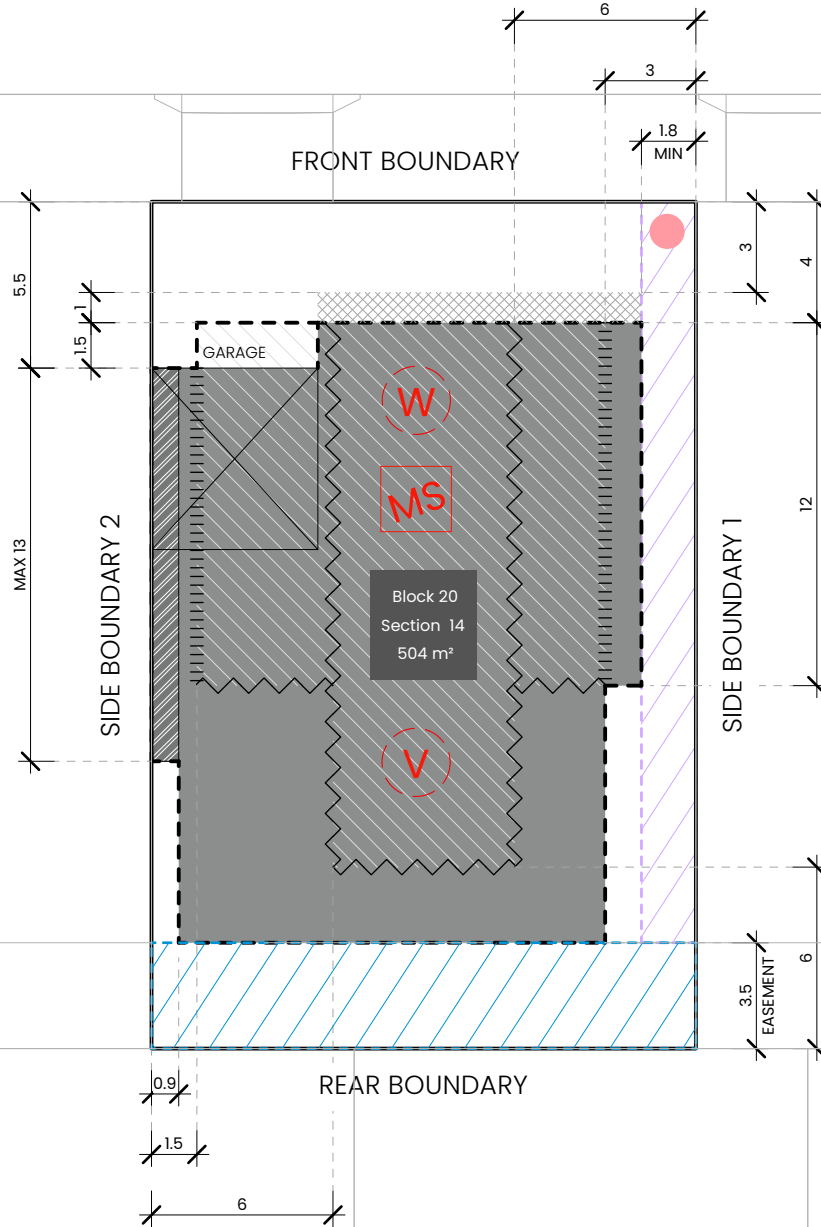 6
3
1.8
MIN
FRONT BOUNDARY
5.5
1
1.5
3
4
GARAGE
W
MS
12
MAX 13
SIDE BOUNDARY 2
SIDE BOUNDARY 1
Block 20
Section 14
504 m²
V
3.5
EASEMENT
6
0.9
REAR BOUNDARY
1.5
6